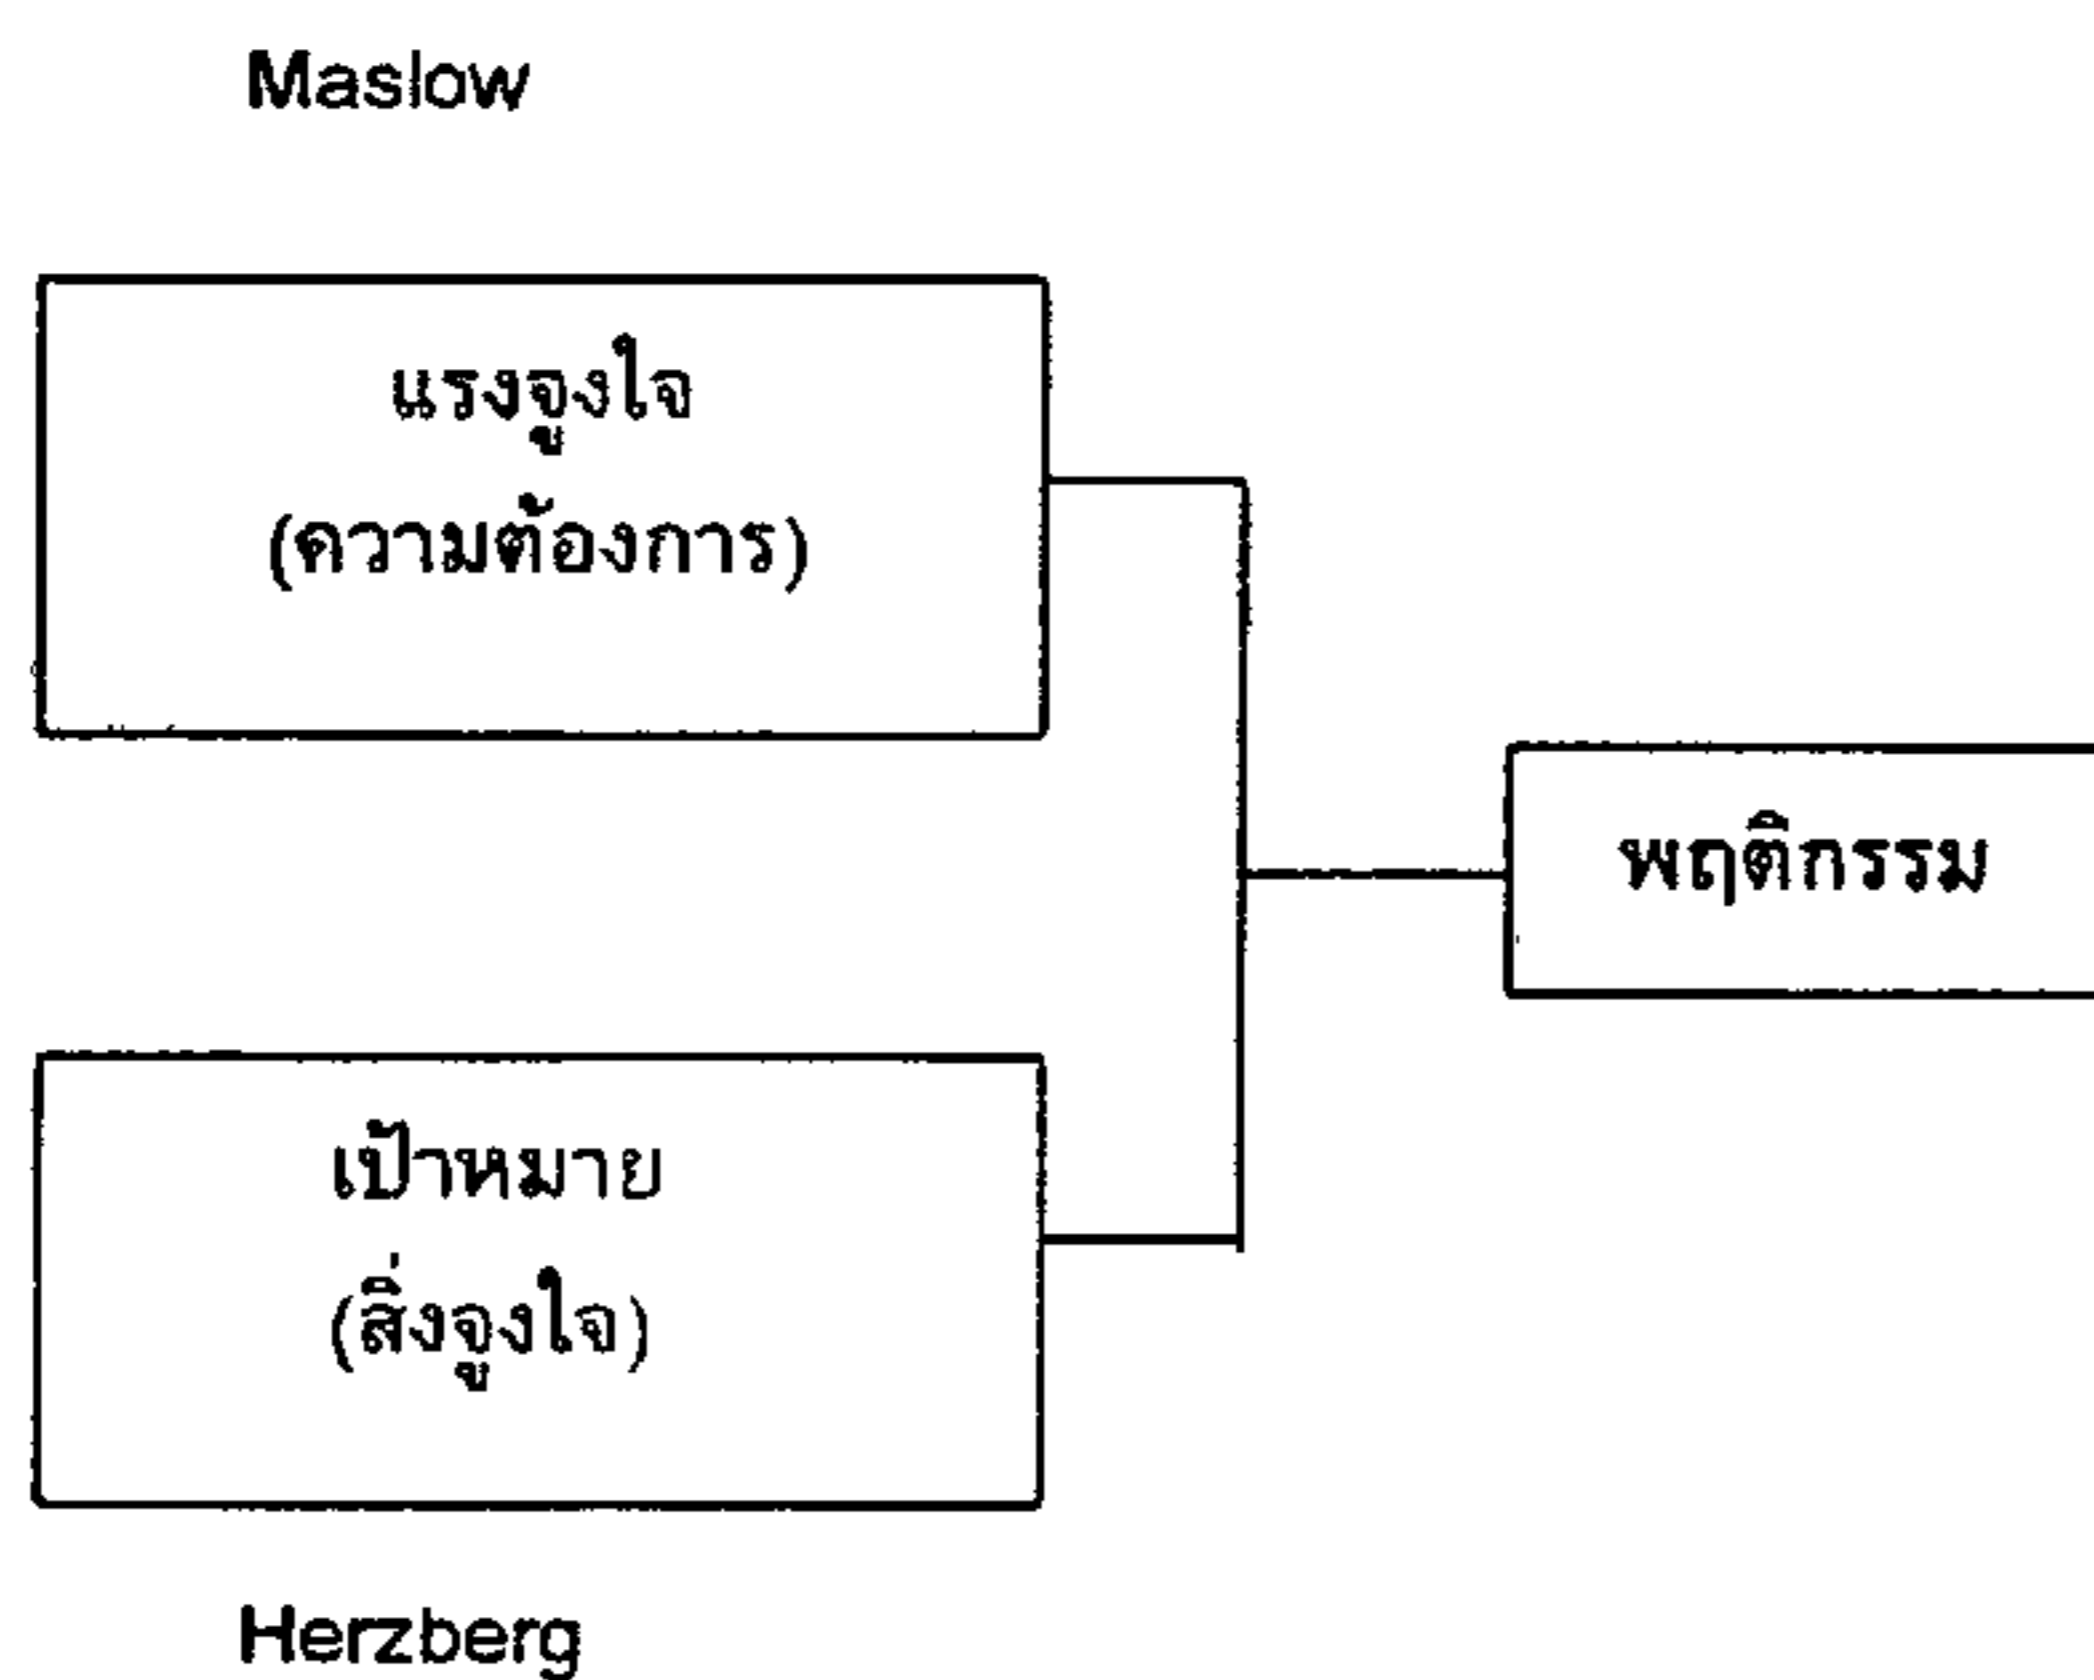 Maslow
แรงจูงใจ
(ความต้องการ)
พฤติกรรม
เป้าหมาย
(สิ่งจูงใจ)
Herzberg